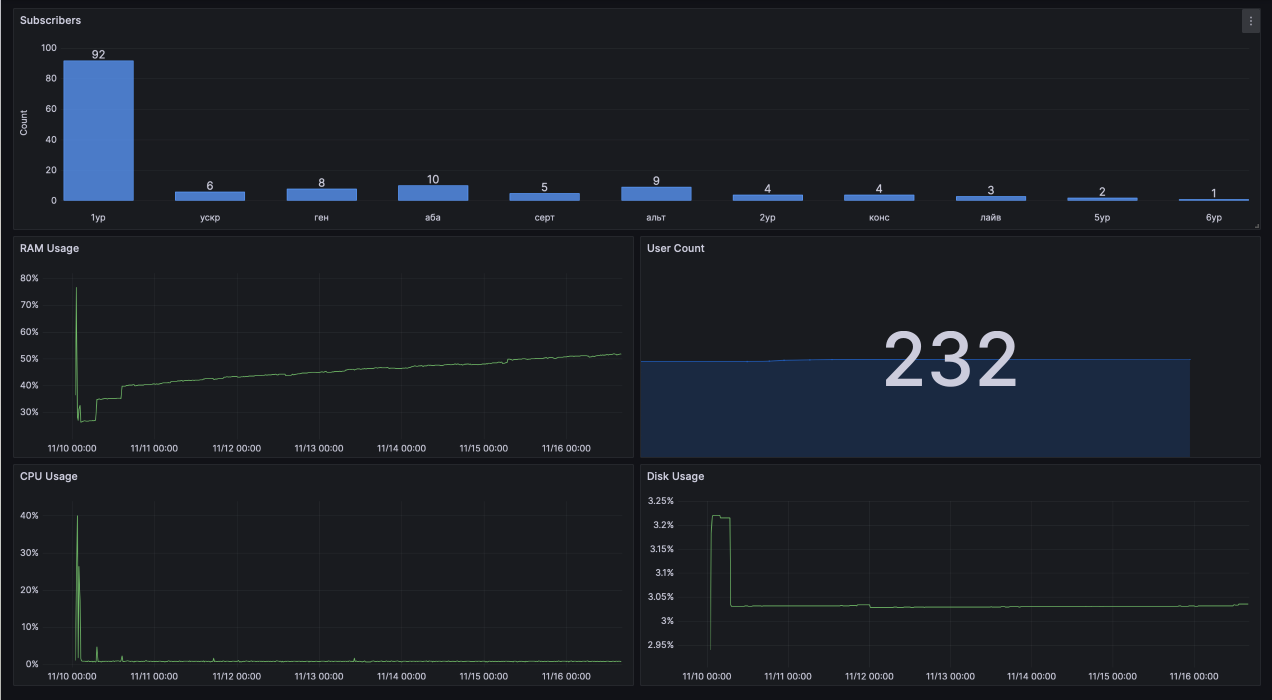 Subscribers
Count
100
80
60
40
20
0
92
6
8
10
5
9
4
4
3
2
1
1ур
ускр
ген
аба
серт
альт
2ур
конс
лайв
5ур
6ур
RAM Usage
80%
70%
60%
50%
40%
30%
11/10 00:00 11/11 00:00 11/12 00:00 11/13 00:00 11/14 00:00 11/15 00:00 11/16 00:00
User Count
232
CPU Usage
40%
30%
20%
10%
0%
11/10 00:00 11/11 00:00 11/12 00:00 11/13 00:00 11/14 00:00 11/15 00:00 11/16 00:00
Disk Usage
3.25%
3.2%
3.15%
3.1%
3.05%
3%
2.95%
11/10 00:00 11/11 00:00 11/12 00:00 11/13 00:00 11/14 00:00 11/15 00:00 11/16 00:00